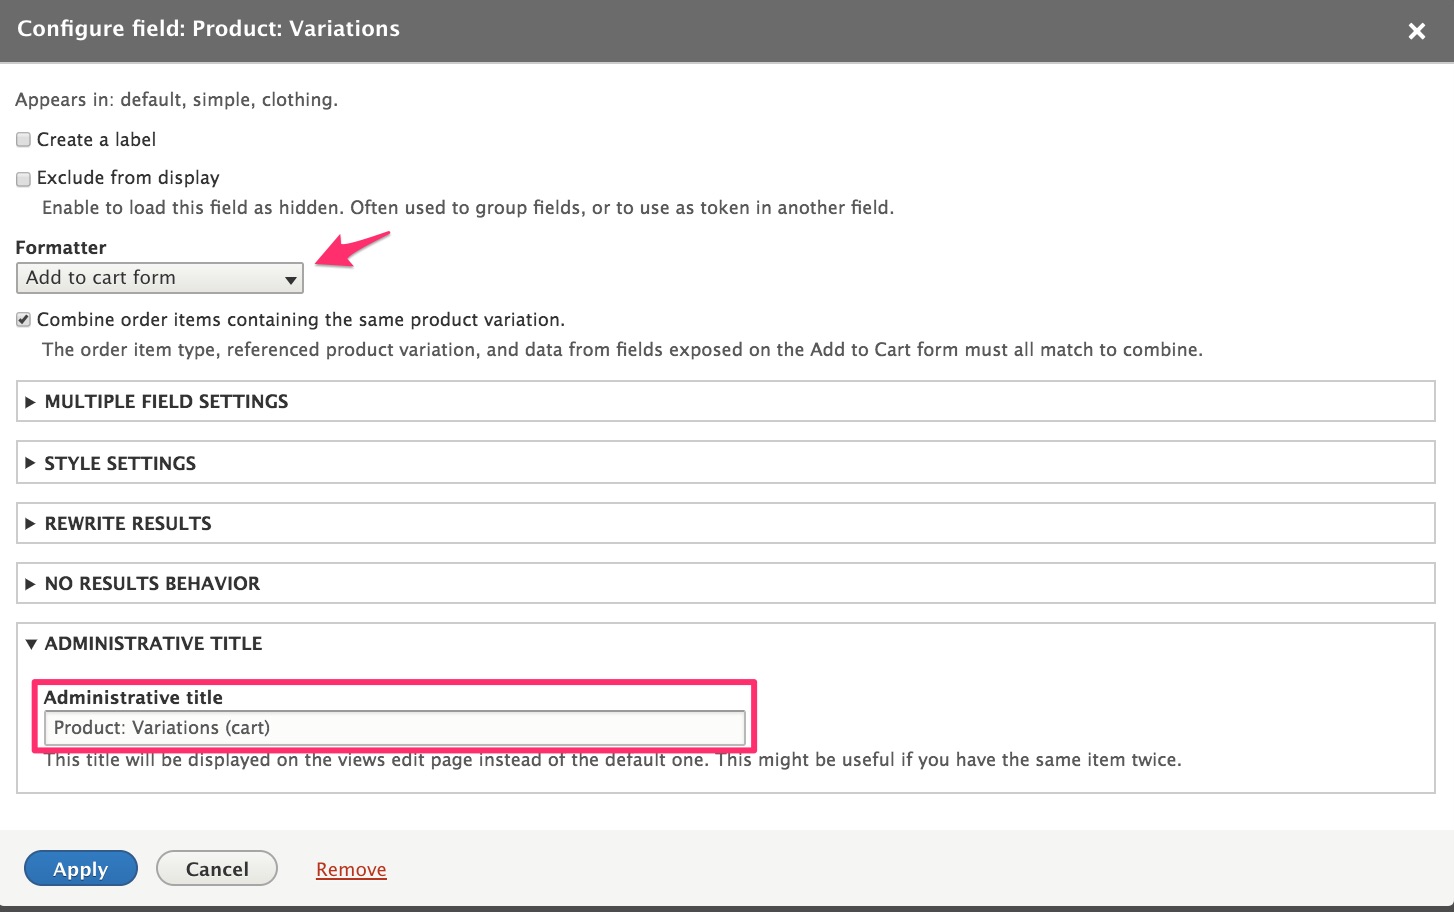 Configure field: Product: Variations
Appears in: default, simple, clothing.
Create a label
Exclude from display
Enable to load this field as hidden. Often used to group fields, or to use as token in another field.
Formatter
Add to cart form
Combine order items containing the same product variation.
The order item type, referenced product variation, and data from fields exposed on the Add to Cart form must all match to combine.
MULTIPLE FIELD SETTINGS
STYLE SETTINGS
REWRITE RESULTS
NO RESULTS BEHAVIOR
ADMINISTRATIVE TITLE
Administrative title
Product: Variations (cart)
This title will be displayed on the views edit page instead of the default one. This might be useful if you have the same item twice.
Apply Cancel Remove